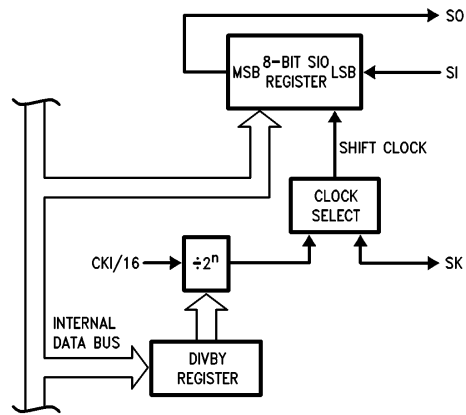 SO
8-BIT SIO
MSB LSB
REGISTER
SI
SHIFT CLOCK
CLOCK
SELECT
CKI/16
÷2ⁿ
SK
INTERNAL
DATA BUS
DIVBY
REGISTER